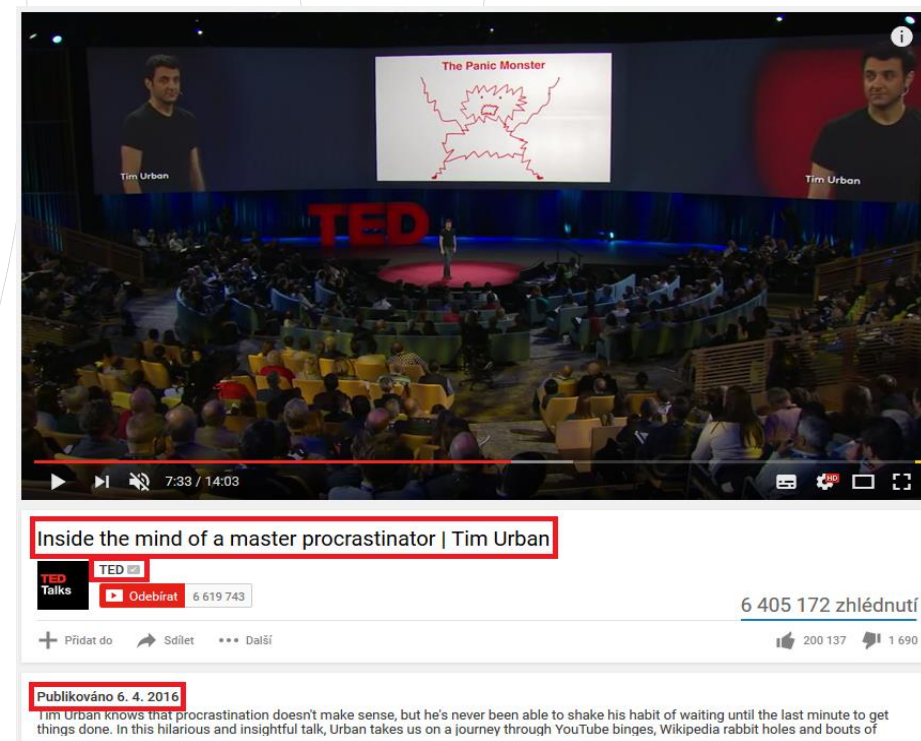 The Panic Monster
Tim Urban
Tim Urban
TED
7:33 / 14:03
HD
Inside the mind of a master procrastinator | Tim Urban
TED
Talks
TED
Odebírat 6 619 743
6 405 172 zhlédnutí
Přidat do Sdílet Další
200 137 1 690
Publikováno 6. 4. 2016
Tim Urban knows that procrastination doesn't make sense, but he's never been able to shake his habit of waiting until the last minute to get
things done. In this hilarious and insightful talk, Urban takes us on a journey through YouTube binges, Wikipedia rabbit holes and bouts of